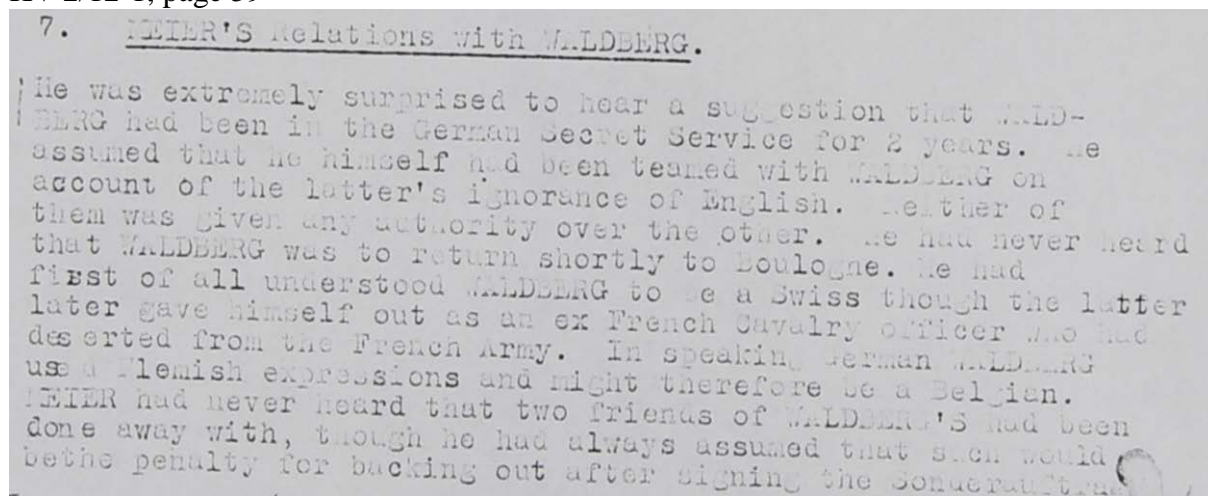 KV 2/12-1, page 39
7. MEIER'S Relations with WALDBERG.
He was extremely surprised to hear a suggestion that WALD-
BERG had been in the German Secret Service for 2 years. He
assumed that he himself had been teamed with WALDBERG on
account of the latter's ignorance of English. Neither of
them was given any authority over the other. He had never heard
that WALDBERG was to return shortly to Boulogne. He had
first of all understood WALDBERG to be a Swiss though the latter
later gave himself out as an ex French Cavalry officer who had
des erted from the French Army. In speaking German WALDBERG
used Flemish expressions and might therefore be a Belgian.
MEIER had never heard that two friends of WALDBERG'S had been
done away with, though he had always assumed that such would
bethe penalty for backing out after signing the Sonderauftrag